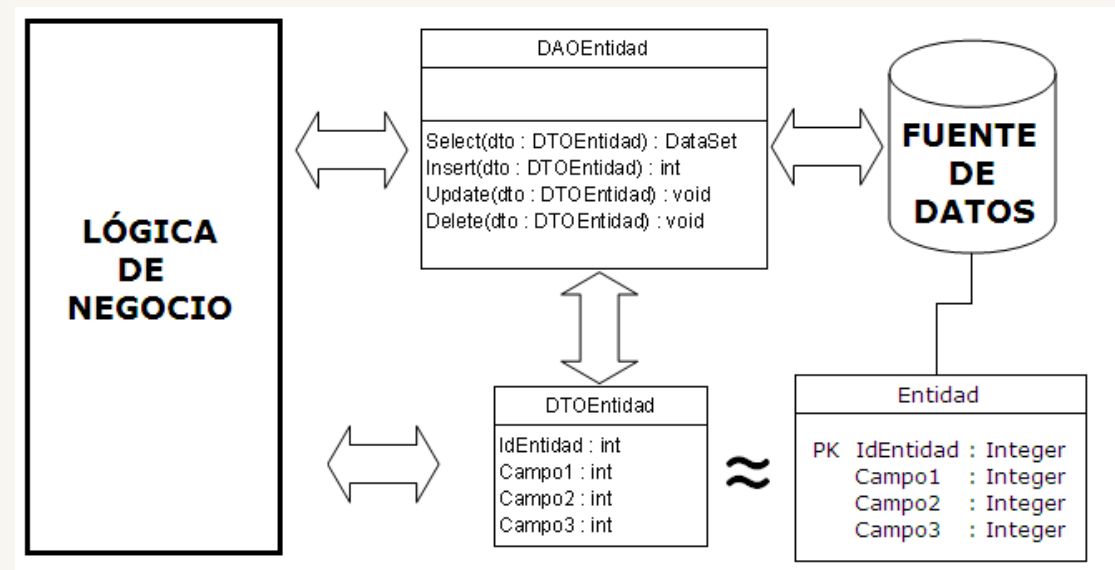 LÓGICA
DE
NEGOCIO
DAOEntidad
Select(dto : DTOEntidad) : DataSet
Insert(dto : DTOEntidad) : int
Update(dto : DTOEntidad) : void
Delete(dto : DTOEntidad) : void
FUENTE
DE
DATOS
DTOEntidad
IdEntidad : int
Campo1 : int
Campo2 : int
Campo3 : int
≈
Entidad
PK IdEntidad : Integer
Campo1 : Integer
Campo2 : Integer
Campo3 : Integer